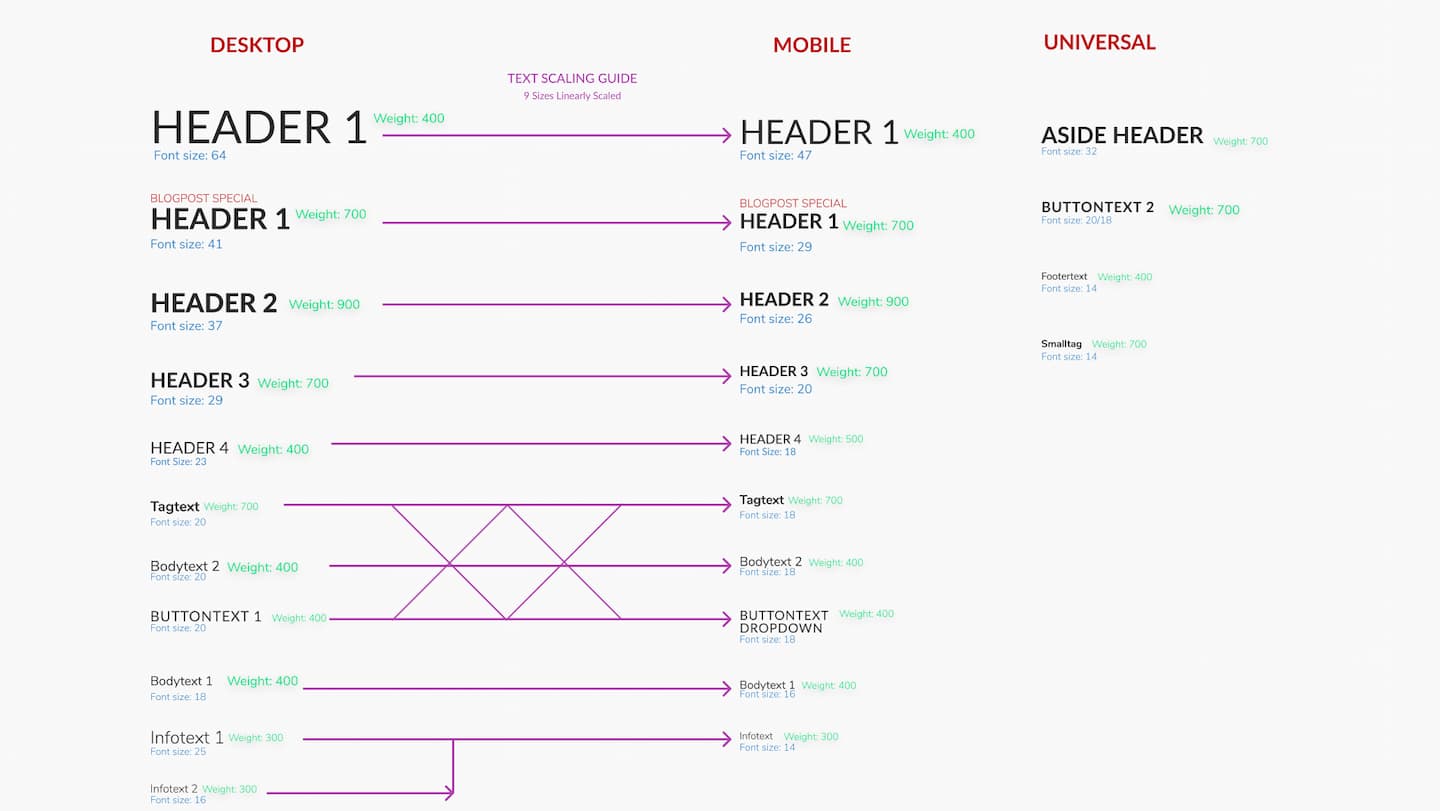 DESKTOP
MOBILE
UNIVERSAL
TEXT SCALING GUIDE
9 Sizes Linearly Scaled
HEADER 1 Weight: 400
Font size: 64
HEADER 1 Weight: 400
Font size: 47
ASIDE HEADER Weight: 700
Font size: 32
BLOGPOST SPECIAL
HEADER 1 Weight: 700
Font size: 41
BLOGPOST SPECIAL
HEADER 1 Weight: 700
Font size: 29
BUTTONTEXT 2 Weight: 700
Font size: 20/18
HEADER 2 Weight: 900
Font size: 37
HEADER 2 Weight: 900
Font size: 26
Footertext Weight: 400
Font size: 14
HEADER 3 Weight: 700
Font size: 29
HEADER 3 Weight: 700
Font size: 20
Smalltag Weight: 700
Font size: 14
HEADER 4 Weight: 400
Font Size: 23
HEADER 4 Weight: 500
Font Size: 18
Tagtext Weight: 700
Font size: 20
Tagtext Weight: 700
Font size: 18
Bodytext 2 Weight: 400
Font size: 20
Bodytext 2 Weight: 400
Font size: 18
BUTTONTEXT 1 Weight: 400
Font size: 20
BUTTONTEXT Weight: 400
DROPDOWN
Font size: 18
Bodytext 1 Weight: 400
Font size: 18
Bodytext 1 Weight: 400
Font size: 16
Infotext 1 Weight: 300
Font size: 25
Infotext Weight: 300
Font size: 14
Infotext 2 Weight: 300
Font size: 16